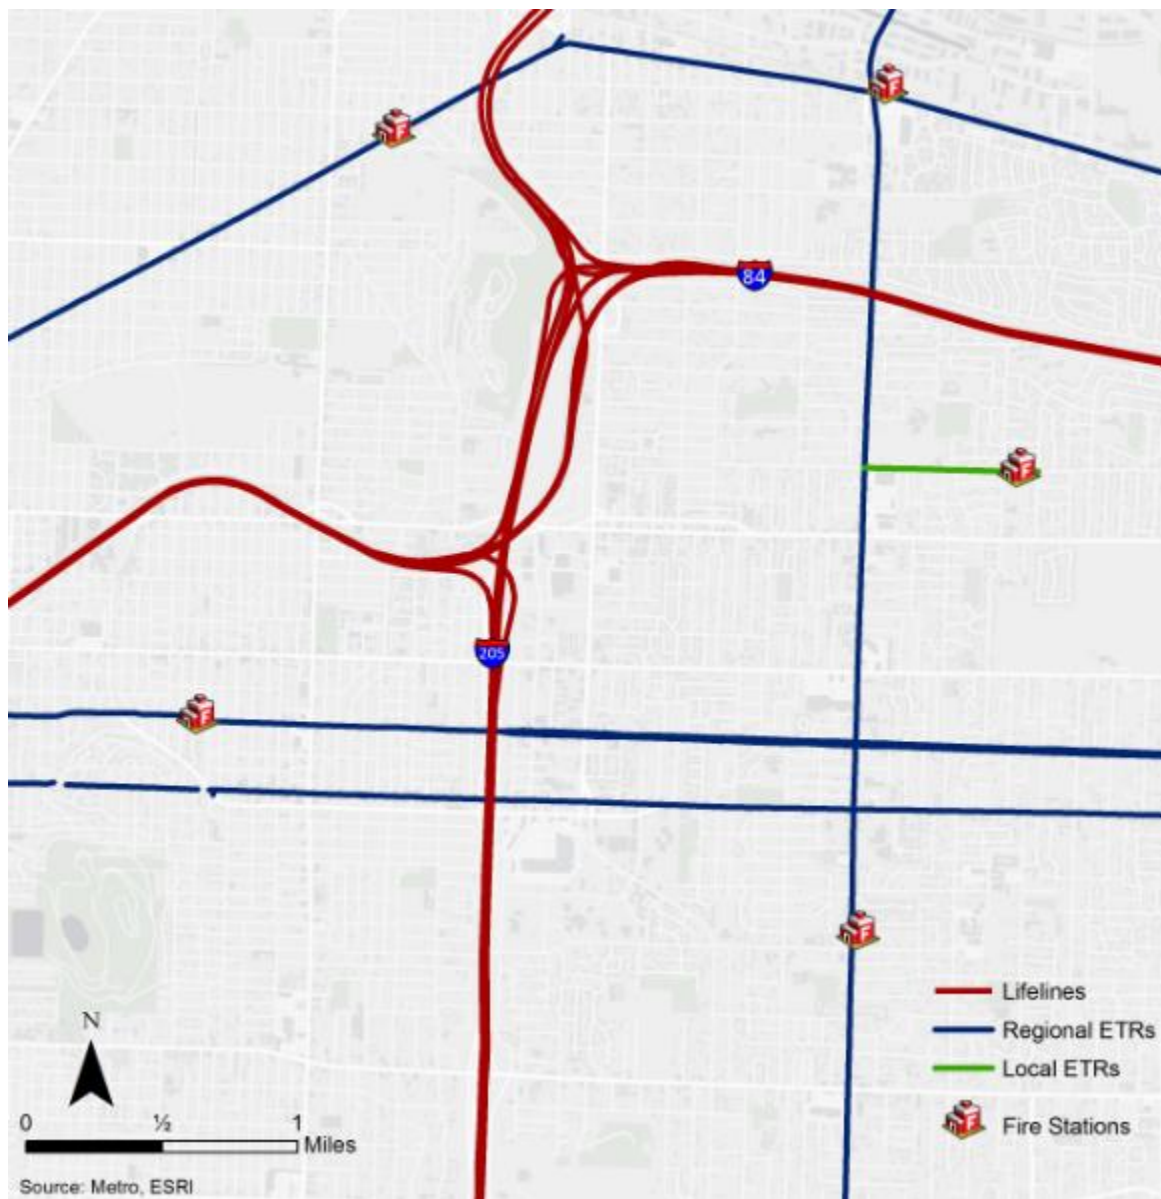 84
205
Lifelines
Regional ETRs
Local ETRs
F Fire Stations
N
0 ½ 1
Miles
Source: Metro, ESRI